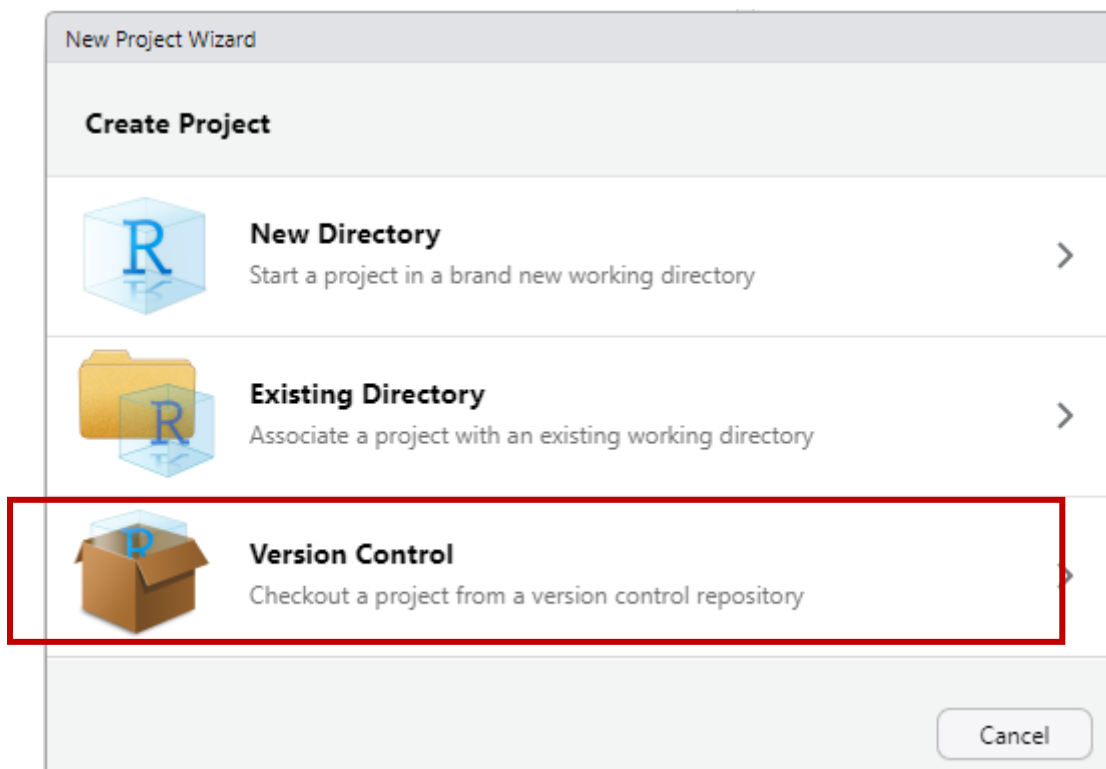 New Project Wizard
Create Project
R
New Directory
Start a project in a brand new working directory
R
Existing Directory
Associate a project with an existing working directory
R
Version Control
Checkout a project from a version control repository
Cancel